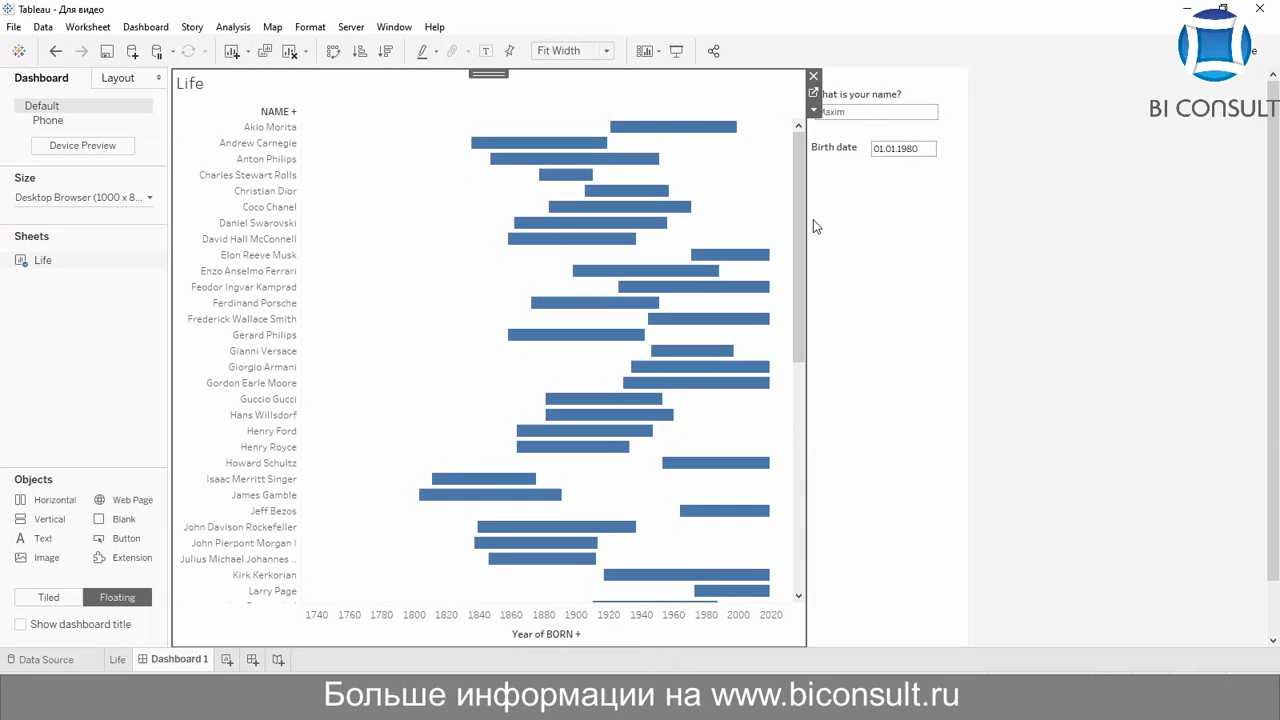 Tableau - Для видео
File Data Worksheet Dashboard Story Analysis Map Format Server Window Help
Fit Width
BI CONSULT
Dashboard Layout
Default
Phone
Device Preview
Size
Desktop Browser (1000 x 8...
Sheets
Life
Objects
Horizontal Web Page
Vertical Blank
Text Button
Image Extension
Tiled Floating
Show dashboard title
Life
NAME +
Akio Morita
Andrew Carnegie
Anton Philips
Charles Stewart Rolls
Christian Dior
Coco Chanel
Daniel Swarovski
David Hall McConnell
Elon Reeve Musk
Enzo Anselmo Ferrari
Feodor Ingvar Kamprad
Ferdinand Porsche
Frederick Wallace Smith
Gerard Philips
Gianni Versace
Giorgio Armani
Gordon Earle Moore
Guccio Gucci
Hans Willsdorf
Henry Ford
Henry Royce
Howard Schultz
Isaac Merritt Singer
James Gamble
Jeff Bezos
John Davison Rockefeller
John Pierpont Morgan I
Julius Michael Johannes ..
Kirk Kerkorian
Larry Page
1740 1760 1780 1800 1820 1840 1860 1880 1900 1920 1940 1960 1980 2000 2020
Year of BORN +
hat is your name?
Maxim
Birth date 01.01.1980
Data Source Life Dashboard 1
Больше информации на www.biconsult.ru